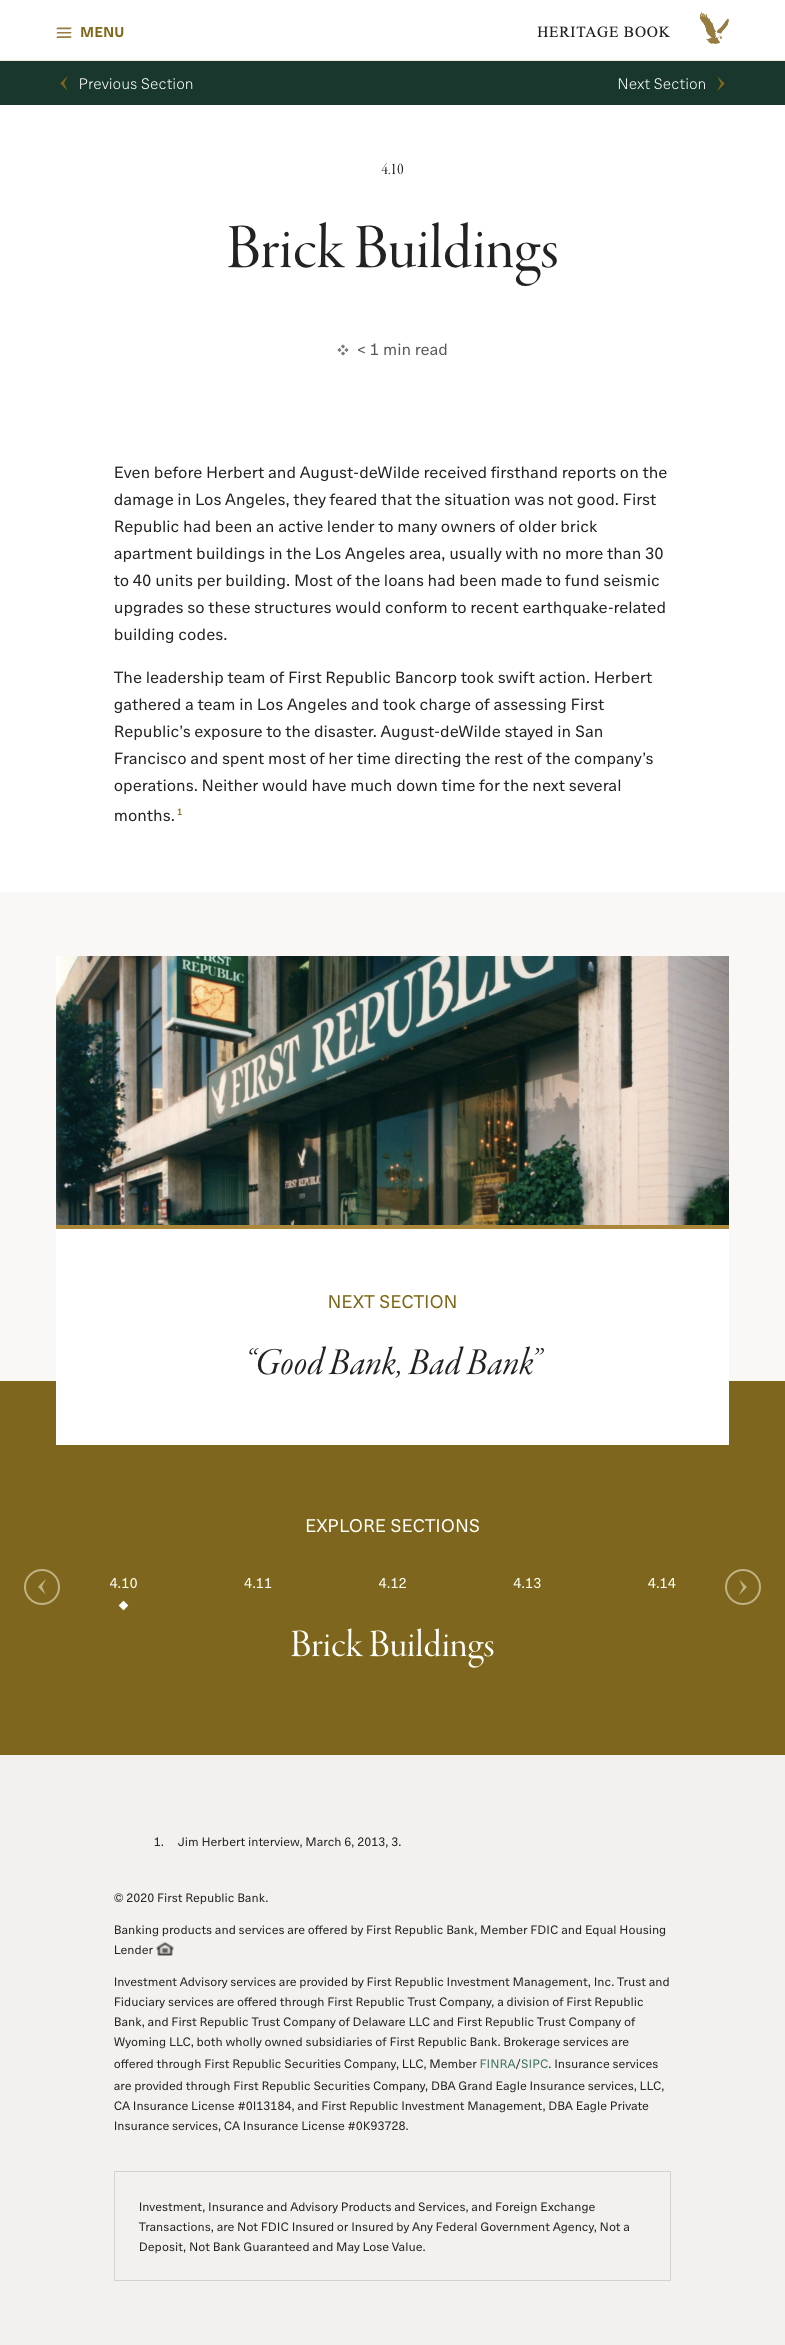 MENU
HERITAGE BOOK
Previous Section
Next Section
4.10
Brick Buildings
< 1 min read
Even before Herbert and August-deWilde received firsthand reports on the
damage in Los Angeles, they feared that the situation was not good. First
Republic had been an active lender to many owners of older brick
apartment buildings in the Los Angeles area, usually with no more than 30
to 40 units per building. Most of the loans had been made to fund seismic
upgrades so these structures would conform to recent earthquake-related
building codes.
The leadership team of First Republic Bancorp took swift action. Herbert
gathered a team in Los Angeles and took charge of assessing First
Republic’s exposure to the disaster. August-deWilde stayed in San
Francisco and spent most of her time directing the rest of the company’s
operations. Neither would have much down time for the next several
months. 1
FIRST
REPUBLIC
FIRST REPUBLIC
FIRST REPUBLIC
NEXT SECTION
“Good Bank, Bad Bank”
EXPLORE SECTIONS
4.10
4.11
4.12
4.13
4.14
Brick Buildings
1. Jim Herbert interview, March 6, 2013, 3.
© 2020 First Republic Bank.
Banking products and services are offered by First Republic Bank, Member FDIC and Equal Housing
Lender
Investment Advisory services are provided by First Republic Investment Management, Inc. Trust and
Fiduciary services are offered through First Republic Trust Company, a division of First Republic
Bank, and First Republic Trust Company of Delaware LLC and First Republic Trust Company of
Wyoming LLC, both wholly owned subsidiaries of First Republic Bank. Brokerage services are
offered through First Republic Securities Company, LLC, Member FINRA/SIPC. Insurance services
are provided through First Republic Securities Company, DBA Grand Eagle Insurance services, LLC,
CA Insurance License #0I13184, and First Republic Investment Management, DBA Eagle Private
Insurance services, CA Insurance License #0K93728.
Investment, Insurance and Advisory Products and Services, and Foreign Exchange
Transactions, are Not FDIC Insured or Insured by Any Federal Government Agency, Not a
Deposit, Not Bank Guaranteed and May Lose Value.